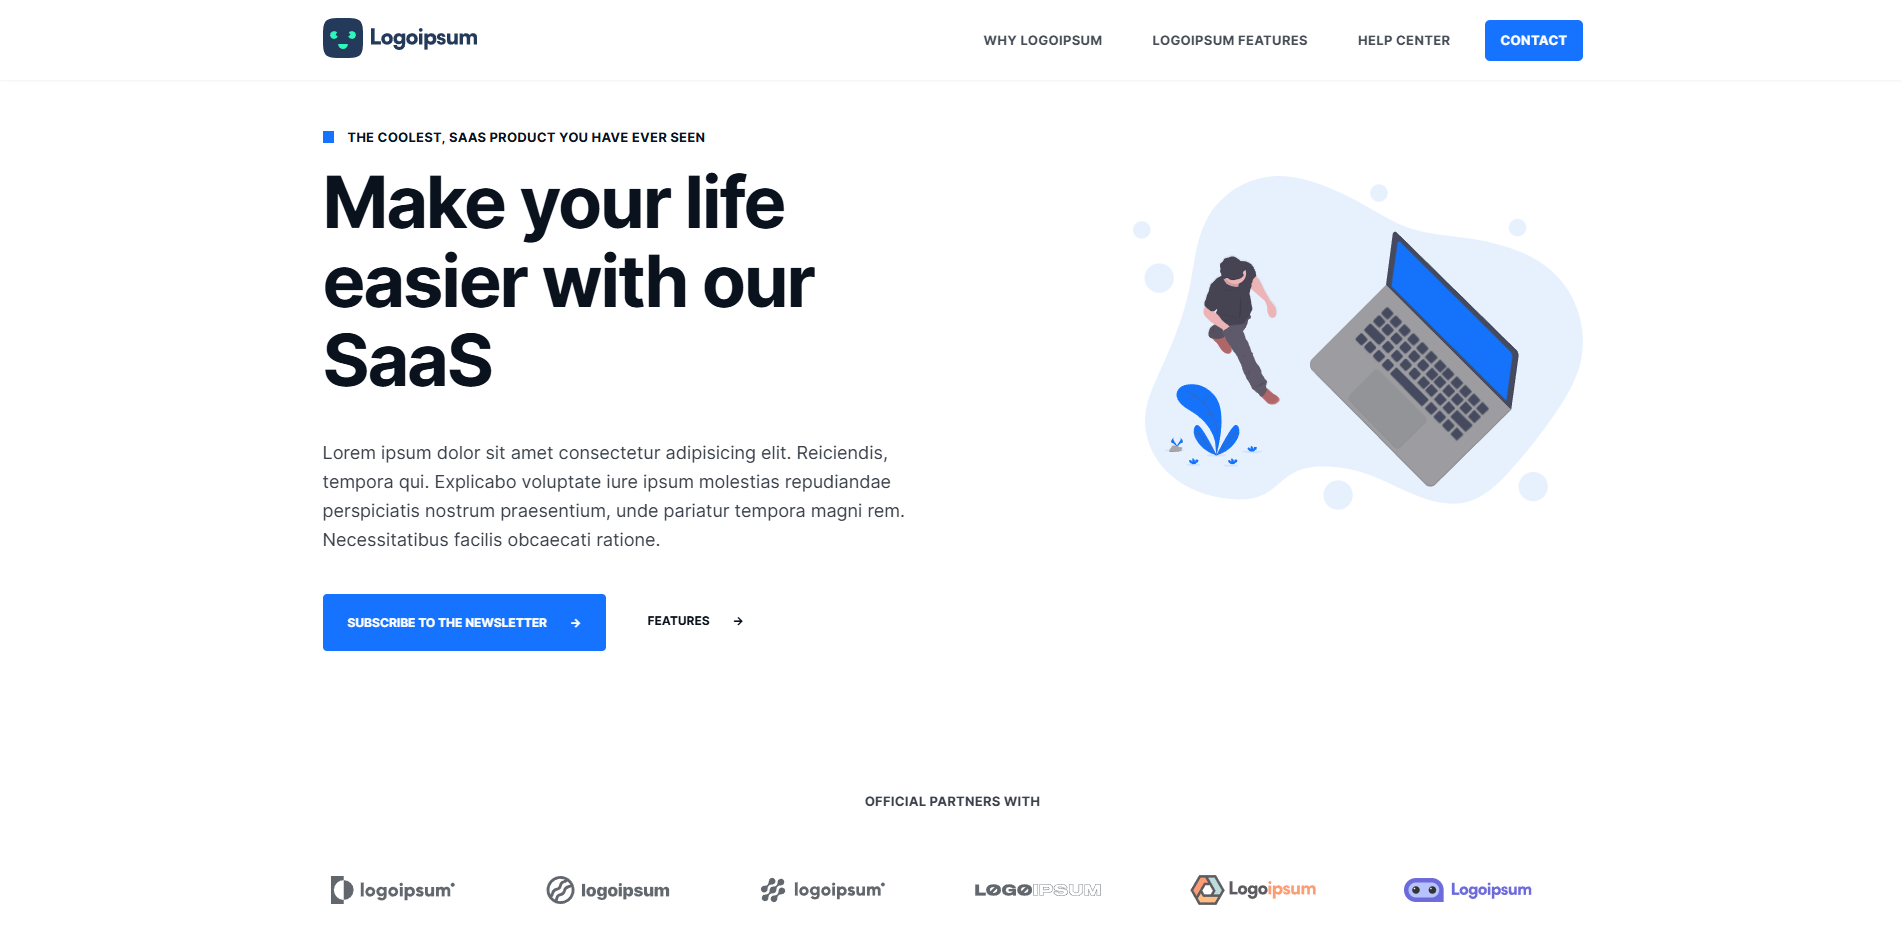 Logoipsum
WHY LOGOIPSUM
LOGOIPSUM FEATURES
HELP CENTER
CONTACT
THE COOLEST, SAAS PRODUCT YOU HAVE EVER SEEN
Make your life
easier with our
SaaS
Lorem ipsum dolor sit amet consectetur adipisicing elit. Reiciendis,
tempora qui. Explicabo voluptate iure ipsum molestias repudiandae
perspiciatis nostrum praesentium, unde pariatur tempora magni rem.
Necessitatibus facilis obcaecati ratione.
SUBSCRIBE TO THE NEWSLETTER →
FEATURES →
OFFICIAL PARTNERS WITH
logoipsum
logoipsum
logoipsum
LOGOIPSUM
Logoipsum
Logoipsum